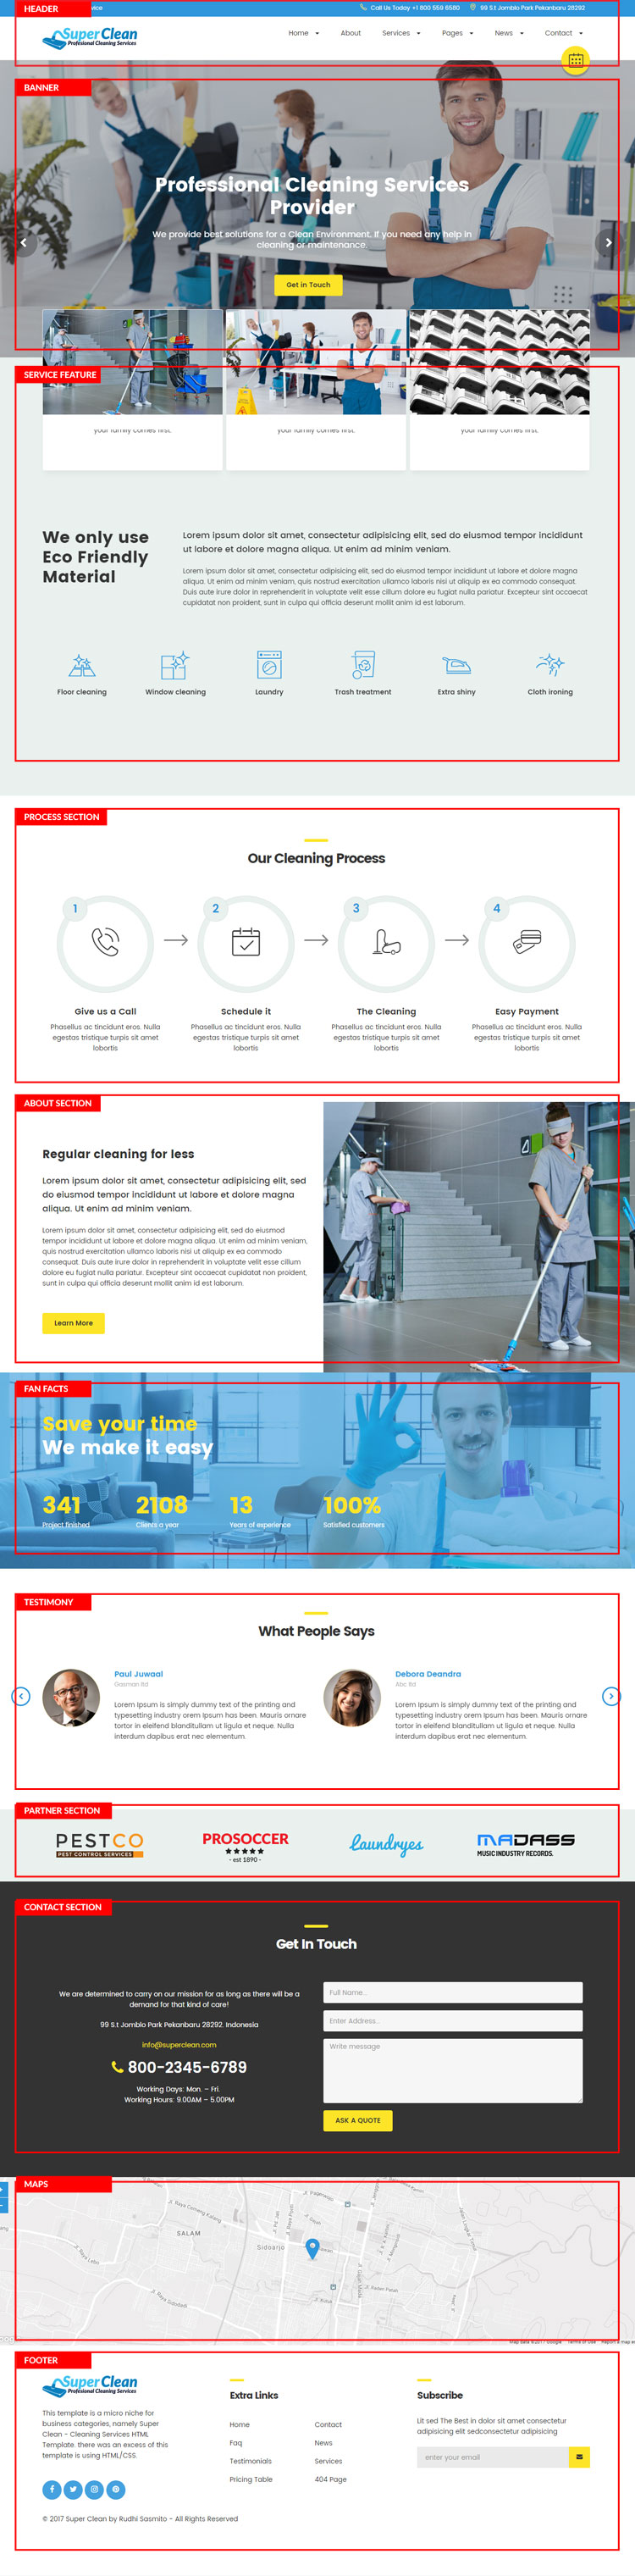 HEADER
Call Us Today +1 800 559 6580
99 S.t Jomblo Park Pekanbaru 28292
SuperClean
Profesional Cleaning Services
Home
About
Services
Pages
News
Contact
BANNER
Professional Cleaning Services
Provider
We provide best solutions for a Clean Environment. If you need any help in
cleaning or maintenance.
Get in Touch
SERVICE FEATURE
your family comes first.
your family comes first.
your family comes first.
We only use
Eco Friendly
Material
Lorem ipsum dolor sit amet, consectetur adipisicing elit, sed do eiusmod tempor incididunt
ut labore et dolore magna aliqua. Ut enim ad minim veniam.
Lorem ipsum dolor sit amet, consectetur adipisicing elit, sed do eiusmod tempor incididunt ut labore et dolore magna
aliqua. Ut enim ad minim veniam, quis nostrud exercitation ullamco laboris nisi ut aliquip ex ea commodo consequat.
Duis aute irure dolor in reprehenderit in voluptate velit esse cillum dolore eu fugiat nulla pariatur. Excepteur sint occaecat
cupidatat non proident, sunt in culpa qui officia deserunt mollit anim id est laborum.
Floor cleaning
Window cleaning
Laundry
Trash treatment
Extra shiny
Cloth ironing
PROCESS SECTION
Our Cleaning Process
1
2
3
4
Give us a Call
Schedule it
The Cleaning
Easy Payment
Phasellus ac tincidunt eros. Nulla
egestas tristique turpis sit amet
lobortis
Phasellus ac tincidunt eros. Nulla
egestas tristique turpis sit amet
lobortis
Phasellus ac tincidunt eros. Nulla
egestas tristique turpis sit amet
lobortis
Phasellus ac tincidunt eros. Nulla
egestas tristique turpis sit amet
lobortis
ABOUT SECTION
Regular cleaning for less
Lorem ipsum dolor sit amet, consectetur adipisicing elit, sed
do eiusmod tempor incididunt ut labore et dolore magna
aliqua. Ut enim ad minim veniam.
Lorem ipsum dolor sit amet, consectetur adipisicing elit, sed do eiusmod
tempor incididunt ut labore et dolore magna aliqua. Ut enim ad minim veniam,
quis nostrud exercitation ullamco laboris nisi ut aliquip ex ea commodo
consequat. Duis aute irure dolor in reprehenderit in voluptate velit esse cillum
dolore eu fugiat nulla pariatur. Excepteur sint occaecat cupidatat non proident,
sunt in culpa qui officia deserunt mollit anim id est laborum.
Learn More
FAN FACTS
Save your time
We make it easy
341
2108
13
100%
Project finished
Clients a year
Years of experience
Satisfied customers
TESTIMONY
What People Says
Paul Juwaal
Gasman ltd
Lorem Ipsum is simply dummy text of the printing and
typesetting industry orem Ipsum has been. Mauris ornare
tortor in eleifend blanditullam ut ligula et neque. Nulla
interdum dapibus erat nec elementum.
Debora Deandra
Abc ltd
Lorem Ipsum is simply dummy text of the printing and
typesetting industry orem Ipsum has been. Mauris ornare
tortor in eleifend blanditullam ut ligula et neque. Nulla
interdum dapibus erat nec elementum.
PARTNER SECTION
PESTCO
PEST CONTROL SERVICES
PROSOCCER
- est 1890 -
Laundryes
MADASS
MUSIC INDUSTRY RECORDS.
CONTACT SECTION
Get In Touch
We are determined to carry on our mission for as long as there will be a
demand for that kind of care!
99 S.t Jomblo Park Pekanbaru 28292. Indonesia
info@superclean.com
800-2345-6789
Working Days: Mon. – Fri.
Working Hours: 9.00AM – 5.00PM
Full Name...
Enter Address..
Write message
ASK A QUOTE
MAPS
SALAM
Sidoarjo
FOOTER
SuperClean
Profesional Cleaning Services
This template is a micro niche for
business categories, namely Super
Clean - Cleaning Services HTML
Template. there was an excess of this
template is using HTML/CSS.
Extra Links
Home
Contact
Faq
News
Testimonials
Services
Pricing Table
404 Page
Subscribe
Lit sed The Best in dolor sit amet consectetur
adipisicing elit sedconsectetur adipisicing
enter your email
© 2017 Super Clean by Rudhi Sasmito - All Rights Reserved